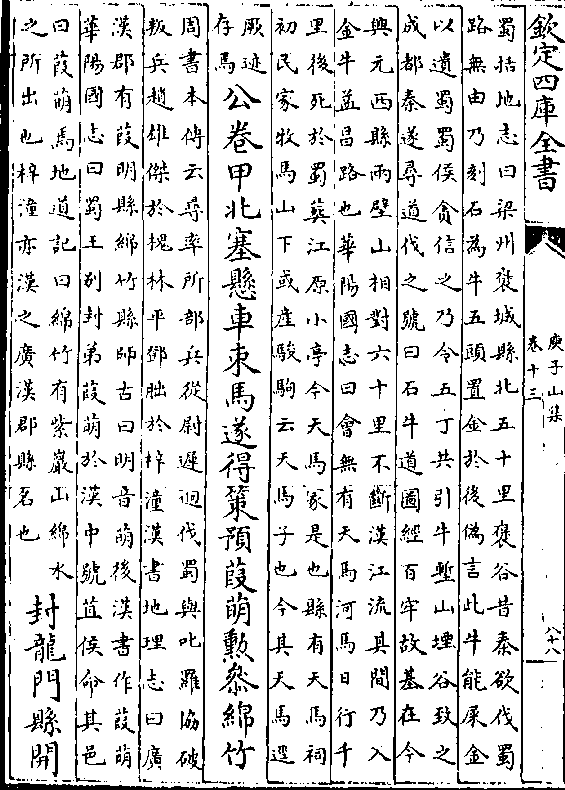 欽定四庫全書
庾子山集
卷十三
八十八
蜀括地志曰梁州褒城縣北五十里褒谷昔秦欲伐蜀
路無由乃刻石為牛五頭置金於後偽言此牛能屎金
以遺蜀蜀侯貪信之乃令五丁共引牛塹山堙谷致之
成都秦遂尋道伐之號曰石牛道圖經百牢故基在今
興元西縣兩壁山相對六十里不斷漢江流其間乃入
金牛益昌路也華陽國志曰會無有天馬河馬日行千
里後死於蜀葬江原小亭今天馬冢是也縣有天馬祠
初民家牧馬山下或産駿駒云天馬子也今其天馬逕
厥迹
存焉
公卷甲北塞懸車束馬遂得策預葭萌勲叅綿竹
周書本傳云尋率所部兵從尉遲迴伐蜀與叱羅協破
叛兵趙雄傑於槐林平鄧朏於梓潼漢書地理志曰廣
漢郡有葭明縣綿竹縣師古曰明音萌後漢書作葭萌
華陽國志曰蜀王别封弟葭萌於漢中號苴侯命其邑
曰葭萌焉地道記曰綿竹有紫巖山綿水
之所出也梓潼亦漢之廣漢郡縣名也
封龍門縣開